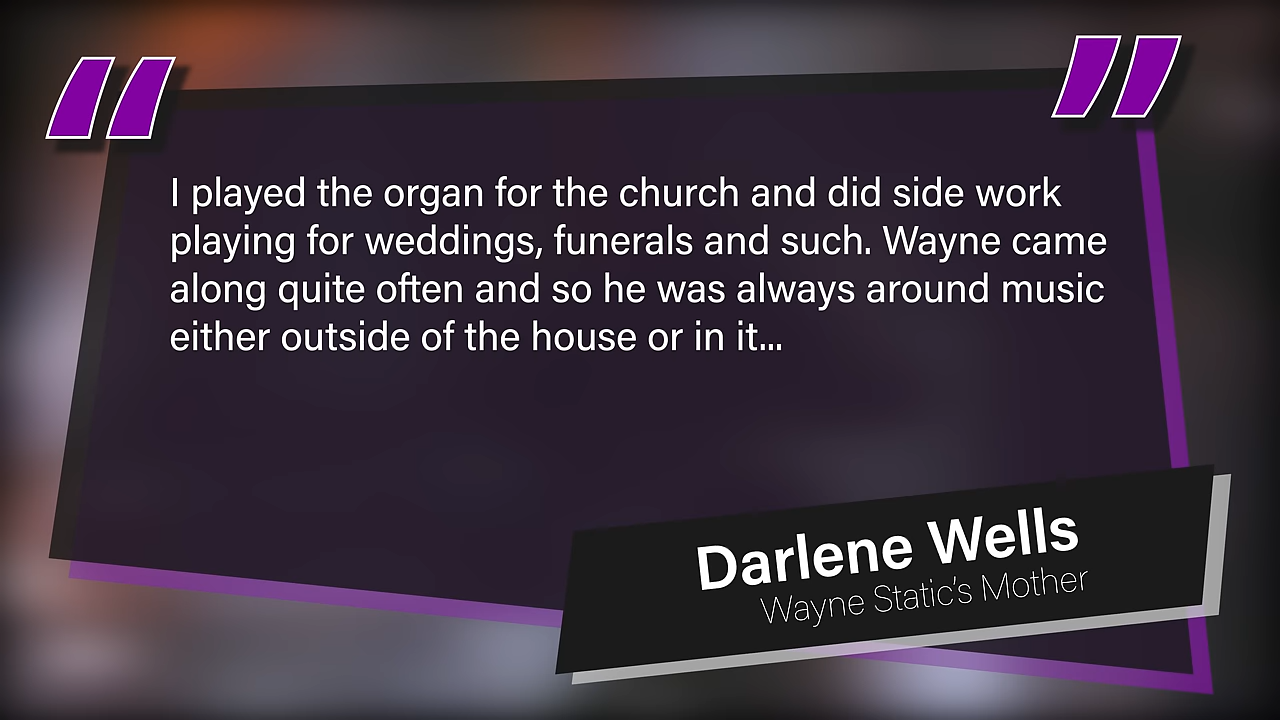 “ ”
I played the organ for the church and did side work
playing for weddings, funerals and such. Wayne came
along quite often and so he was always around music
either outside of the house or in it...
Darlene Wells
Wayne Static’s Mother